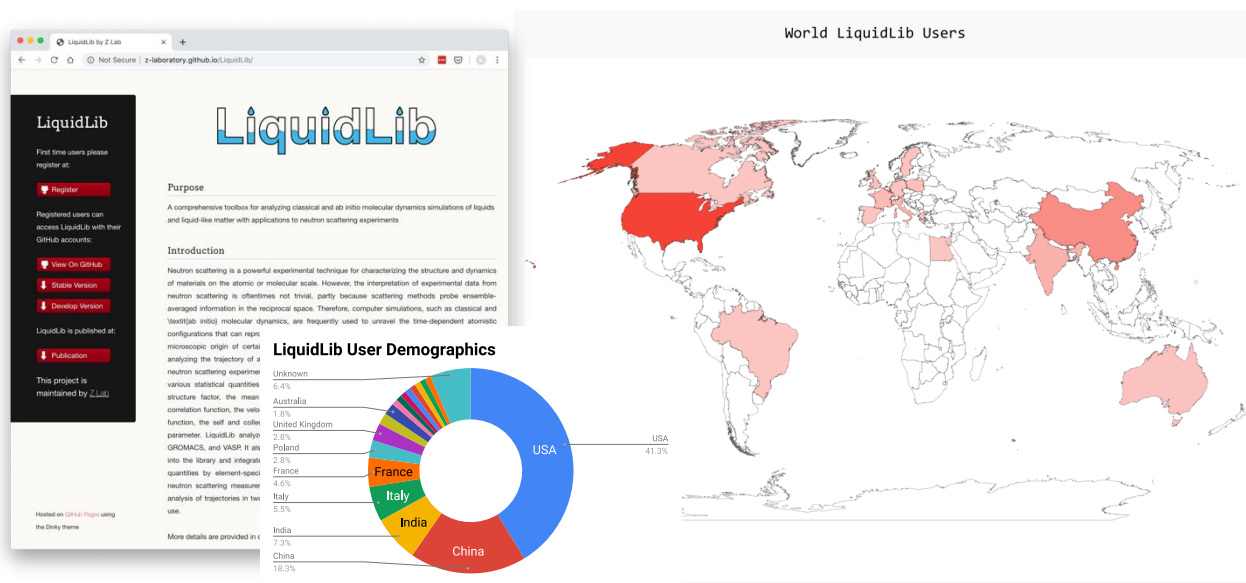 World LiquidLib Users
LiquidLib by Z Lab
Not Secure | z-laboratory.github.io/LiquidLib/
LiquidLib
First time users please
register at:
Register
Registered users can
access LiquidLib with their
GitHub accounts:
View On GitHub
Stable Version
Develop Version
LiquidLib is published at:
Publication
This project is
maintained by Z Lab
Hosted on GitHub Pages using
the Dinky theme
LiquidLib
Purpose
A comprehensive toolbox for analyzing classical and ab initio molecular dynamics simulations of liquids
and liquid-like matter with applications to neutron scattering experiments
Introduction
Neutron scattering is a powerful experimental technique for characterizing the structure and dynamics
of materials on the atomic or molecular scale. However, the interpretation of experimental data from
neutron scattering is oftentimes not trivial, partly because scattering methods probe ensemble-
averaged information in the reciprocal space. Therefore, computer simulations, such as classical and
\textit{ab initio} molecular dynamics, are frequently used to unravel the time-dependent atomistic
configurations that can
microscopic origin of
analyzing the trajectory of a
neutron scattering
various statistical quantities
structure factor, the mean
correlation function, the
function, the self and
parameter. LiquidLib
GROMACS, and VASP. It
into the library and
quantities by
neutron scattering
analysis of trajectories in
use.
More details are provided in
LiquidLib User Demographics
Unknown
6.4%
Australia
1.8%
United Kingdom
2.8%
Poland
2.8%
France
4.6%
Italy
5.5%
India
7.3%
China
18.3%
USA
41.3%
USA
France
Italy
India
China